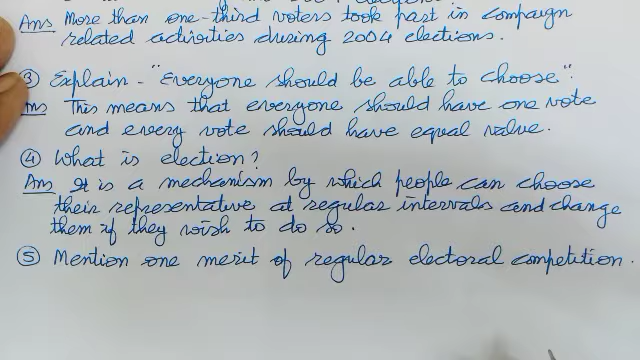 Ans More than one-third voters took part in campaign
related activities during 2004 elections.
③ Explain - "Everyone should be able to choose".
Ans This means that everyone should have one vote
and every vote should have equal value.
④ What is election?
Ans It is a mechanism by which people can choose
their representative at regular intervals and change
them if they wish to do so.
⑤ Mention one merit of regular electoral competition.